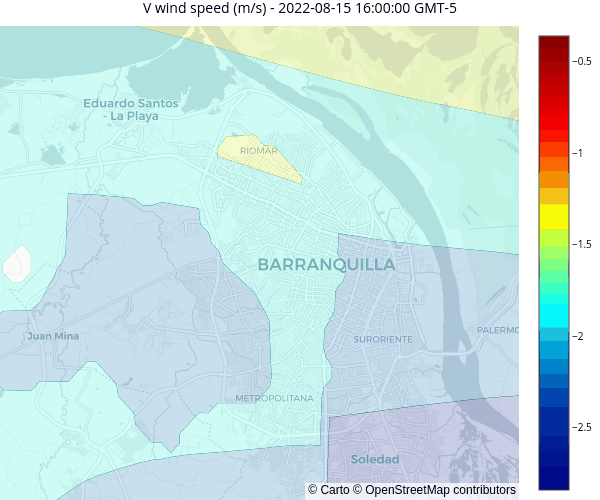 V wind speed (m/s) - 2022-08-15 16:00:00 GMT-5
−0.5
Eduardo Santos
- La Playa
RIOMAR
−1
−1.5
BARRANQUILLA
Juan Mina
SURORIENTE
PALERMO
−2
METROPOLITANA
−2.5
Soledad
© Carto © OpenStreetMap contributors